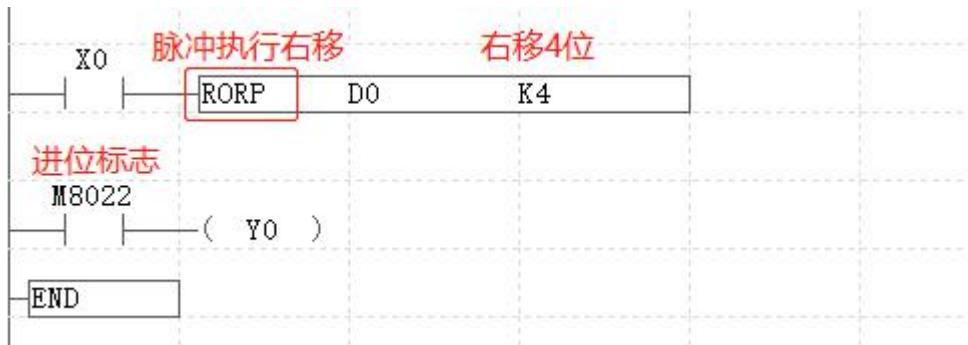 脉冲执行右移 右移4位
X0
RORP D0 K4
进位标志
M8022
( Y0 )
END